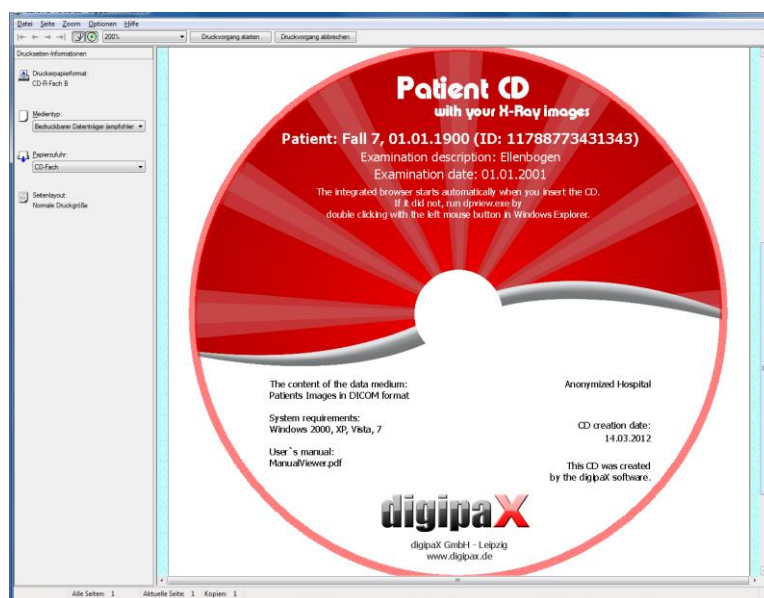 Datei Seite Zoom Optionen Hilfe
200% Druckvorgang starten Druckvorgang abbrechen
Druckseiten-Informationen
Druckerpapierformat:
CD-R-Fach B
Medientyp:
Bedruckbarer Datenträger (empfohlen
Papierzufuhr:
CD-Fach
Seitenlayout:
Normale Druckgröße
Patient CD
with your X-Ray images
Patient: Fall 7, 01.01.1900 (ID: 11788773431343)
Examination description: Ellenbogen
Examination date: 01.01.2001
The integrated browser starts automatically when you insert the CD.
If it did not, run dpview.exe by
double clicking with the left mouse button in Windows Explorer.
The content of the data medium:
Patients Images in DICOM format
System requirements:
Windows 2000, XP, Vista, 7
User`s manual:
ManualViewer.pdf
Anonymized Hospital
CD creation date:
14.03.2012
This CD was created
by the digipaX software.
digipaX
digipaX GmbH - Leipzig
www.digipax.de
Alle Seiten: 1 Aktuelle Seite: 1 Kopien: 1